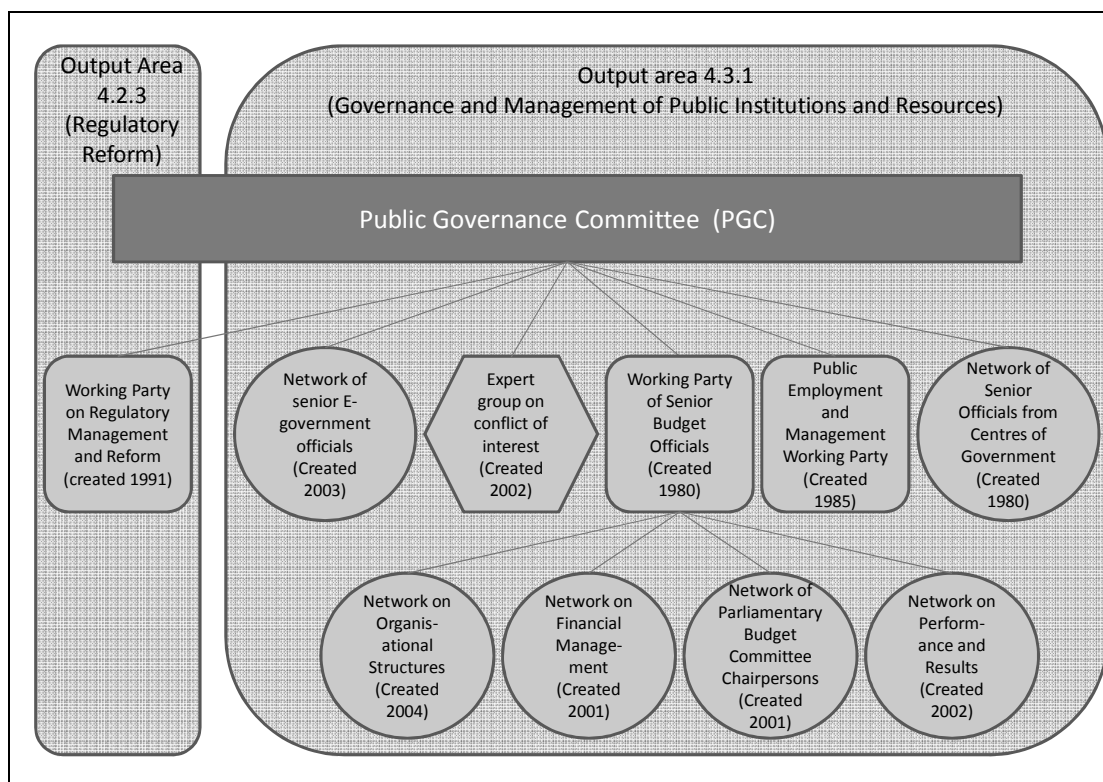 Output Area
4.2.3
(Regulatory
Reform)
Output area 4.3.1
(Governance and Management of Public Institutions and Resources)
Public Governance Committee (PGC)
Working Party
on Regulatory
Management
and Reform
(created 1991)
Network of
senior E-
government
officials
(Created
2003)
Expert
group on
conflict of
interest
(Created
2002)
Working Party
of Senior
Budget
Officials
(Created
1980)
Public
Employment
and
Management
Working Party
(Created
1985)
Network of
Senior
Officials from
Centres of
Government
(Created
1980)
Network on
Organis-
ational
Structures
(Created
2004)
Network on
Financial
Manage-
ment
(Created
2001)
Network of
Parliamentary
Budget
Committee
Chairpersons
(Created
2001)
Network on
Perform-
ance and
Results
(Created
2002)